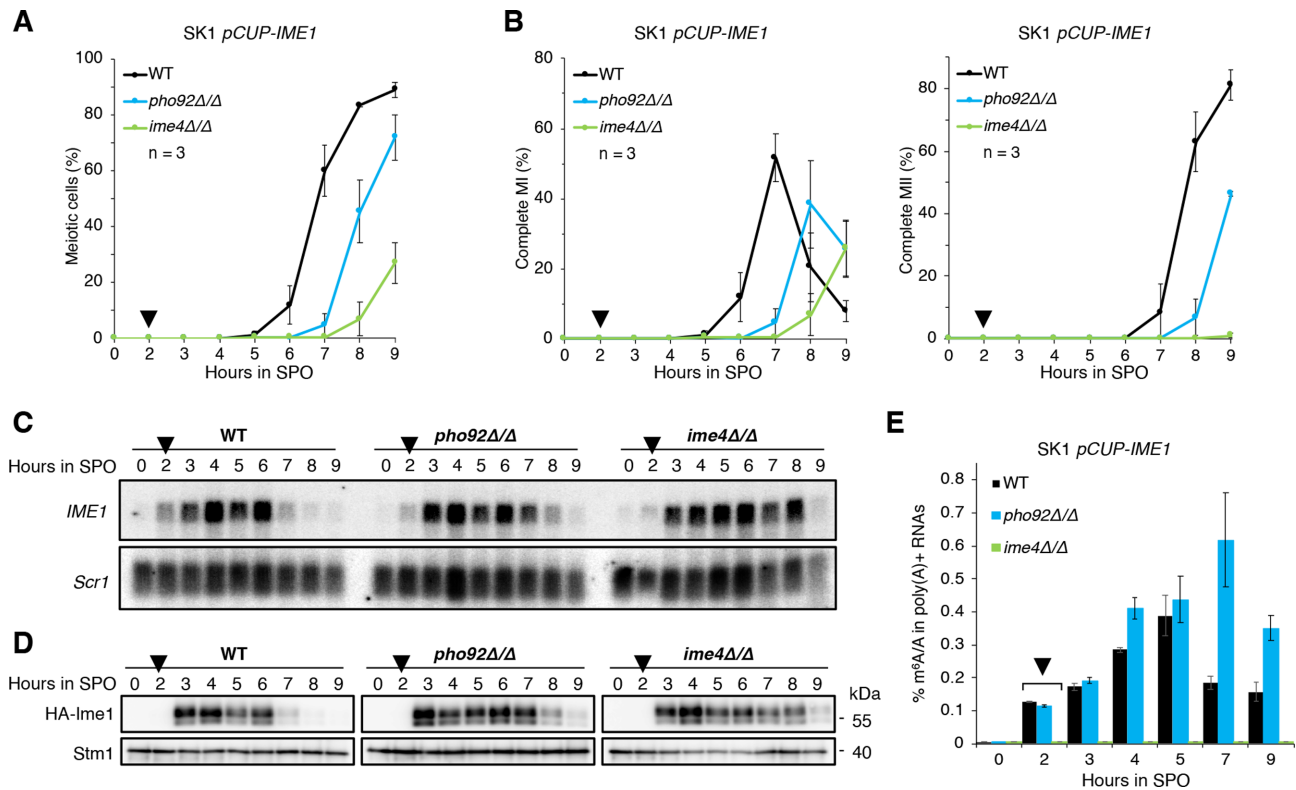 A
SK1 pCUP-IME1
100
80
60
40
20
0
Meiotic cells (%)
WT
pho92Δ/Δ
ime4Δ/Δ
n = 3
0 2 3 4 5 6 7 8 9
Hours in SPO
B
SK1 pCUP-IME1
80
60
40
20
0
Complete MI (%)
WT
pho92Δ/Δ
ime4Δ/Δ
n = 3
0 2 3 4 5 6 7 8 9
Hours in SPO
SK1 pCUP-IME1
80
60
40
20
0
Complete MII (%)
WT
pho92Δ/Δ
ime4Δ/Δ
n = 3
0 2 3 4 5 6 7 8 9
Hours in SPO
C
WT pho92Δ/Δ ime4Δ/Δ
Hours in SPO 0 2 3 4 5 6 7 8 9 0 2 3 4 5 6 7 8 9 0 2 3 4 5 6 7 8 9
IME1
Scr1
D
WT pho92Δ/Δ ime4Δ/Δ
Hours in SPO 0 2 3 4 5 6 7 8 9 0 2 3 4 5 6 7 8 9 0 2 3 4 5 6 7 8 9 kDa
HA-Ime1 - 55
Stm1 - 40
E
SK1 pCUP-IME1
0.8
0.7
0.6
0.5
0.4
0.3
0.2
0.1
0
% m⁶A/A in poly(A)+ RNAs
WT
pho92Δ/Δ
ime4Δ/Δ
0 2 3 4 5 7 9
Hours in SPO